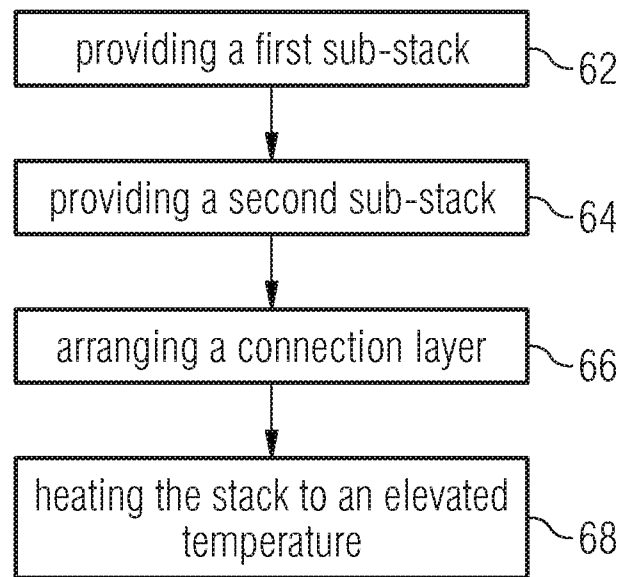 providing a first sub-stack
62
providing a second sub-stack
64
arranging a connection layer
66
heating the stack to an elevated
temperature
68